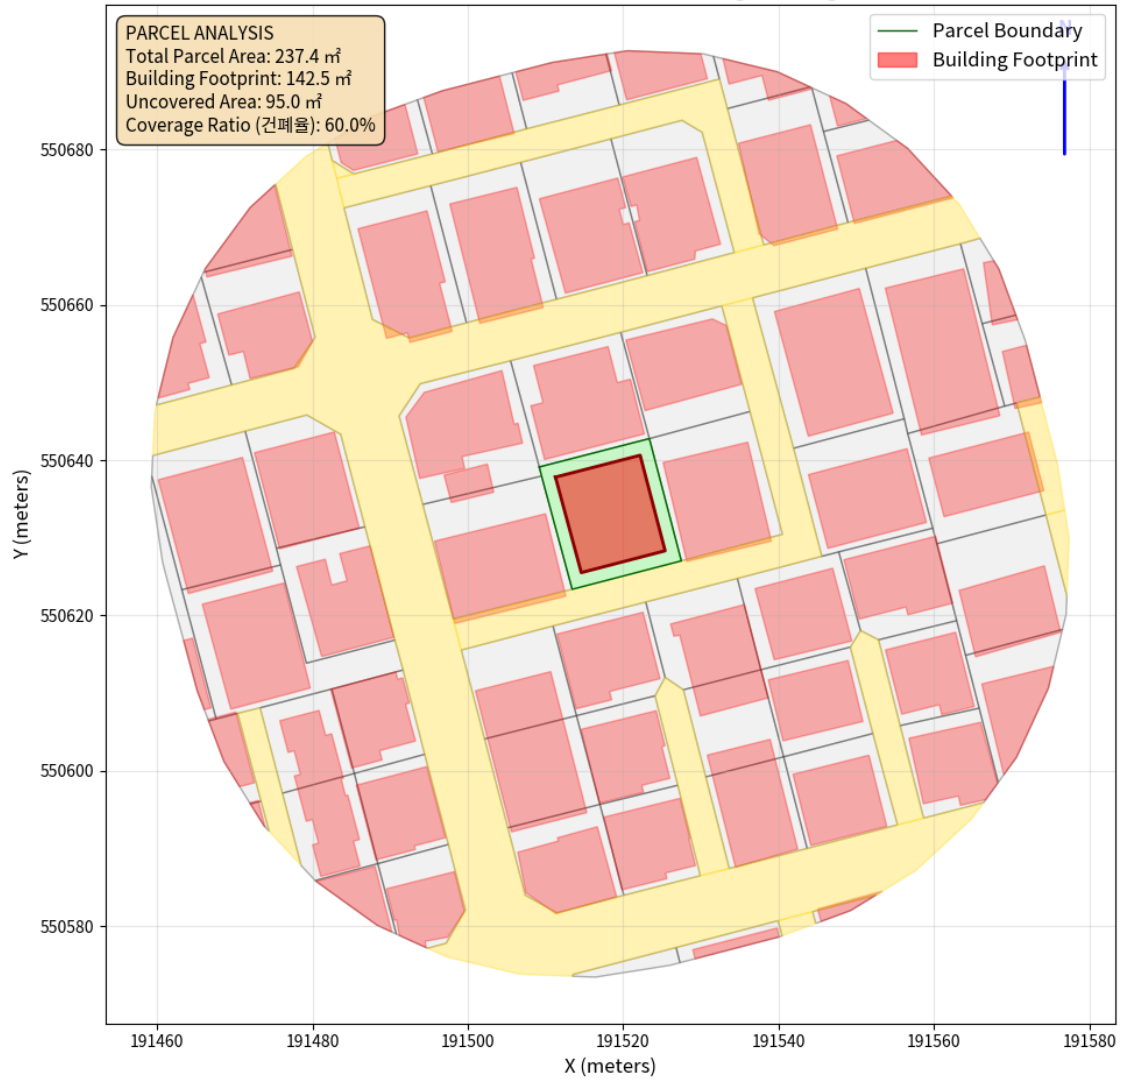 N
Parcel Boundary
Building Footprint
PARCEL ANALYSIS
Total Parcel Area: 237.4 ㎡
Building Footprint: 142.5 ㎡
Uncovered Area: 95.0 ㎡
Coverage Ratio (건폐율): 60.0%
550680
550660
550640
550620
550600
550580
Y (meters)
191460
191480
191500
191520
191540
191560
191580
X (meters)